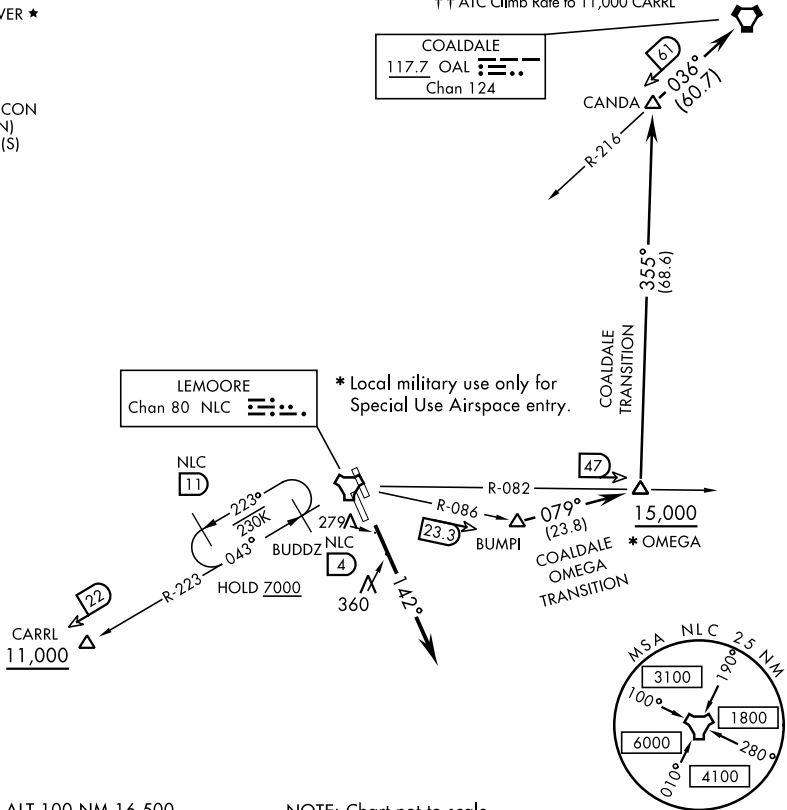 VER ★
†† ATC Climb Rate to 11,000 CARRL
COALDALE
117.7 OAL
Chan 124
61
036°
(60.7)
CON
N)
(S)
CANDA
R-216
355°
(68.6)
COALDALE
TRANSITION
LEMOORE
Chan 80 NLC
* Local military use only for
Special Use Airspace entry.
NLC
11
223°
230K
043°
R-223
HOLD 7000
BUDDZ
NLC
4
279
360
142°
R-082
47
R-086
23.3
BUMPI
079°
(23.8)
COALDALE
OMEGA
TRANSITION
15,000
* OMEGA
22
CARRL
11,000
MSA NLC 25 NM
3100
190°
100°
1800
6000
280°
010°
4100
ALT 100 NM 16,500
NOTE: Chart not to scale